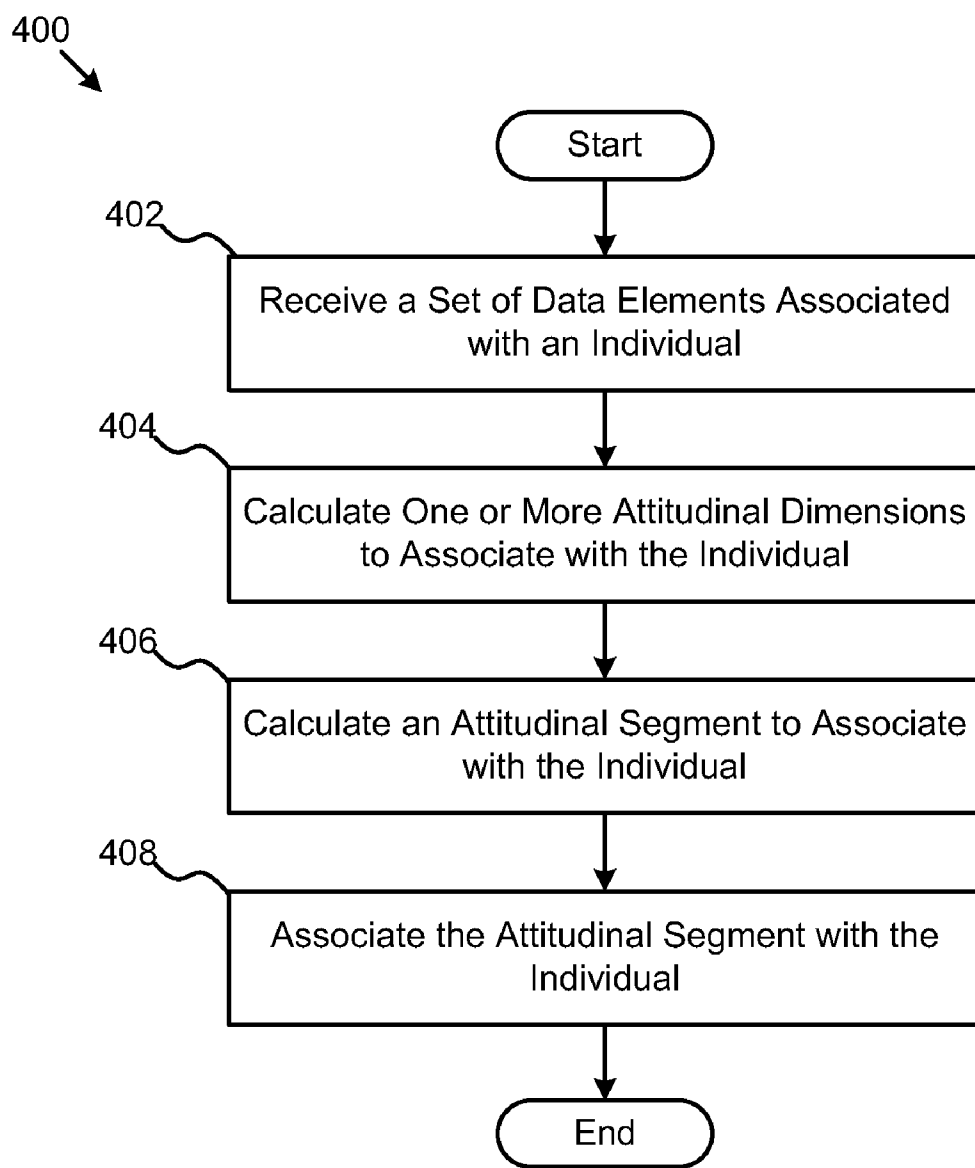 400
Start
402
Receive a Set of Data Elements Associated
with an Individual
404
Calculate One or More Attitudinal Dimensions
to Associate with the Individual
406
Calculate an Attitudinal Segment to Associate
with the Individual
408
Associate the Attitudinal Segment with the
Individual
End